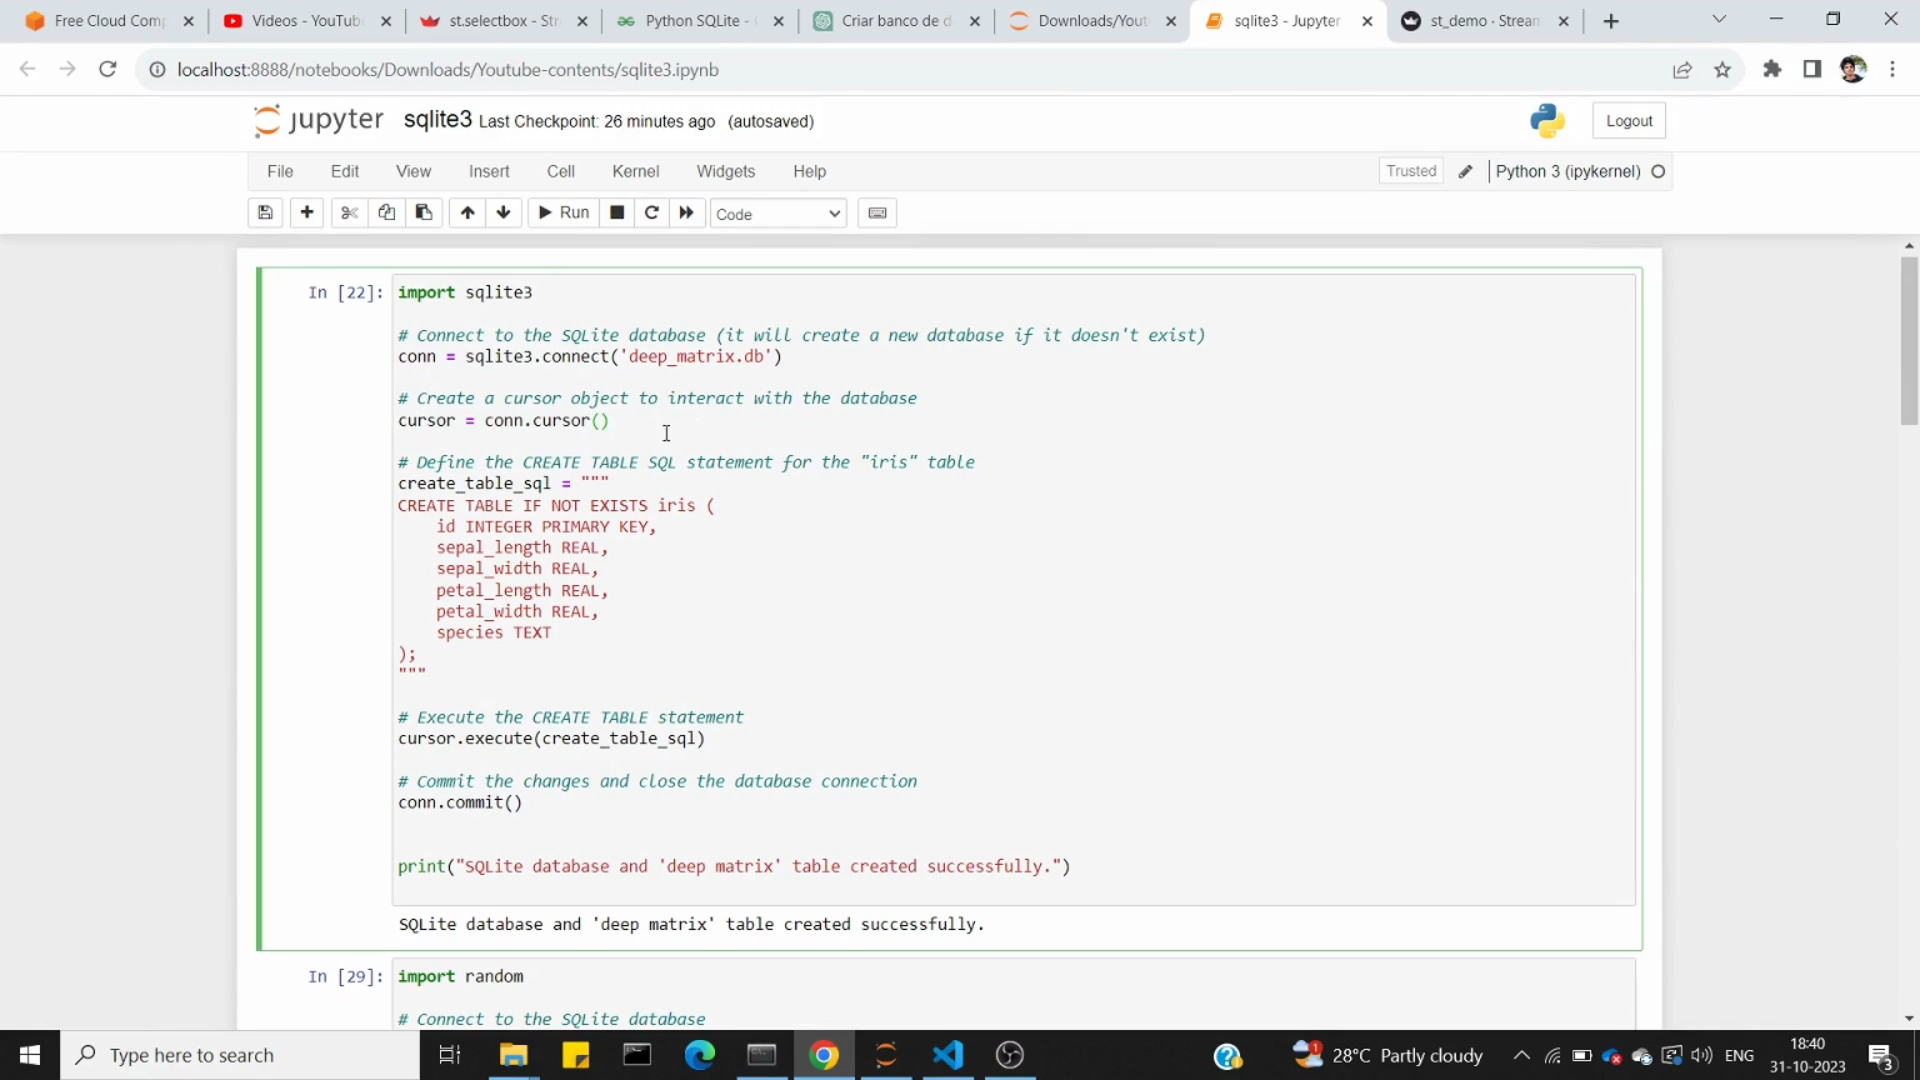 Free Cloud Comp
Videos - YouTube
st.selectbox - Str
Python SQLite -
Criar banco de d
Downloads/Yout
sqlite3 - Jupyter
st_demo · Stream
localhost:8888/notebooks/Downloads/Youtube-contents/sqlite3.ipynb
jupyter sqlite3 Last Checkpoint: 26 minutes ago (autosaved)
Logout
File Edit View Insert Cell Kernel Widgets Help
Trusted
Python 3 (ipykernel)
Run
Code
In [22]:
import sqlite3
# Connect to the SQLite database (it will create a new database if it doesn't exist)
conn = sqlite3.connect('deep_matrix.db')
# Create a cursor object to interact with the database
cursor = conn.cursor()
# Define the CREATE TABLE SQL statement for the "iris" table
create_table_sql = """
CREATE TABLE IF NOT EXISTS iris (
id INTEGER PRIMARY KEY,
sepal_length REAL,
sepal_width REAL,
petal_length REAL,
petal_width REAL,
species TEXT
);
"""
# Execute the CREATE TABLE statement
cursor.execute(create_table_sql)
# Commit the changes and close the database connection
conn.commit()
print("SQLite database and 'deep matrix' table created successfully.")
SQLite database and 'deep matrix' table created successfully.
In [29]:
import random
# Connect to the SQLite database
Type here to search
1
28°C Partly cloudy
ENG
18:40
31-10-2023
3